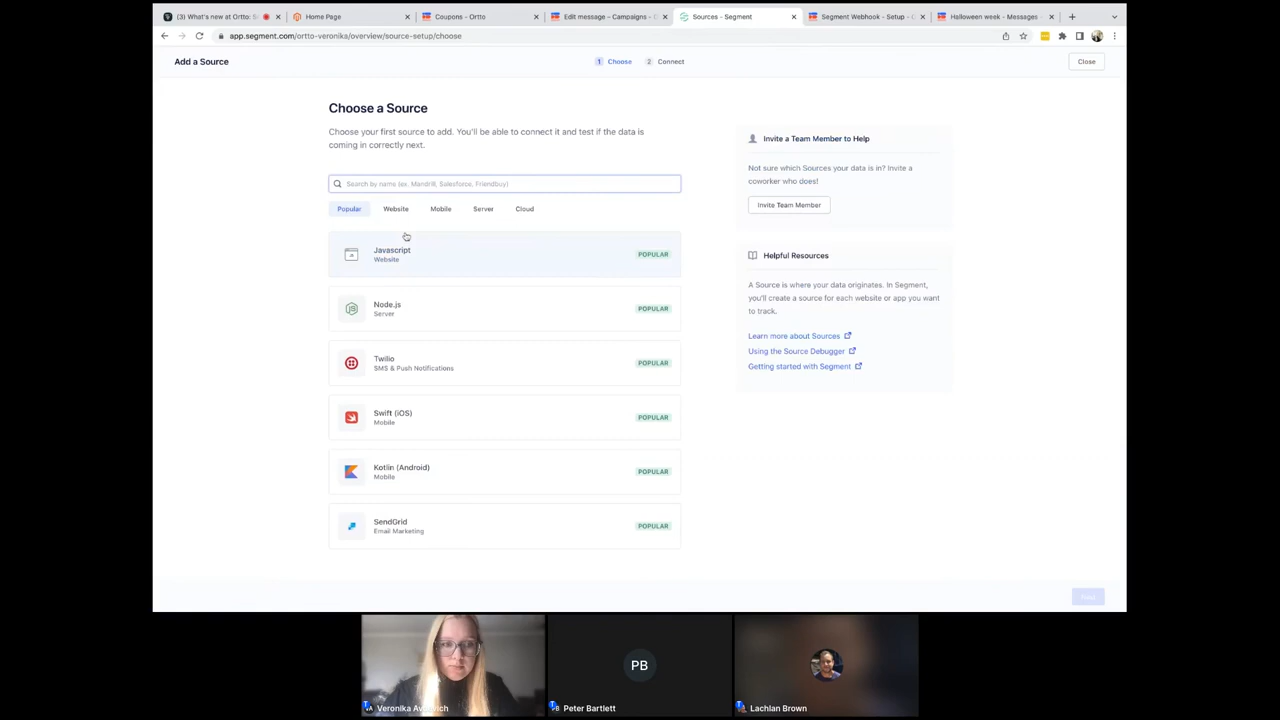 (3) What's new at Ortto: S
Home Page
Coupons - Ortto
Edit message – Campaigns - O
Sources - Segment
Segment Webhook - Setup - O
Halloween week - Messages -
app.segment.com/ortto-veronika/overview/source-setup/choose
Add a Source
1 Choose
2 Connect
Close
Choose a Source
Choose your first source to add. You'll be able to connect it and test if the data is
coming in correctly next.
Search by name (ex. Mandrill, Salesforce, Friendbuy)
Popular
Website
Mobile
Server
Cloud
Javascript
Website
POPULAR
Node.js
Server
POPULAR
Twilio
SMS & Push Notifications
POPULAR
Swift (iOS)
Mobile
POPULAR
Kotlin (Android)
Mobile
POPULAR
SendGrid
Email Marketing
POPULAR
Invite a Team Member to Help
Not sure which Sources your data is in? Invite a
coworker who does!
Invite Team Member
Helpful Resources
A Source is where your data originates. In Segment,
you'll create a source for each website or app you want
to track.
Learn more about Sources
Using the Source Debugger
Getting started with Segment
Next
PB
Veronika
Peter Bartlett
Lachlan Brown